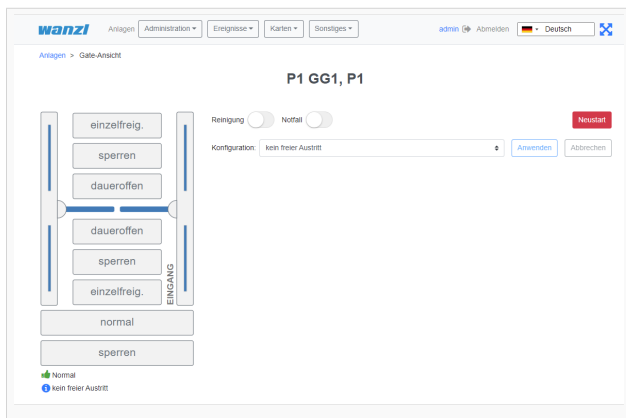 wanzl Anlagen Administration Ereignisse Karten Sonstiges admin Abmelden Deutsch
Anlagen > Gate-Ansicht
P1 GG1, P1
Reinigung Notfall Neustart
Konfiguration: kein freier Austritt Anwenden Abbrechen
einzelfreig.
sperren
daueroffen
daueroffen
sperren
einzelfreig.
EINGANG
normal
sperren
Normal
kein freier Austritt